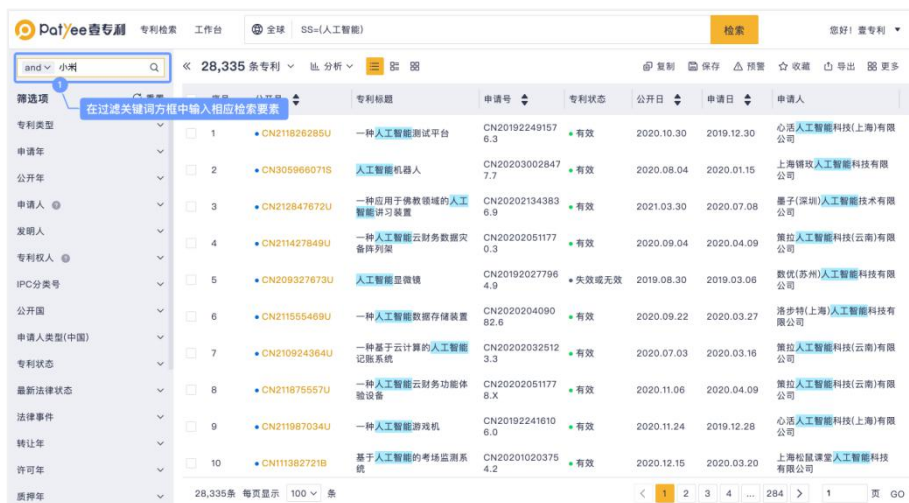 PatYee壹专利 专利检索 工作台 全球 SS=(人工智能) 检索 您好！壹专利
and 小米 28,335 条专利 分析 复制 保存 预警 收藏 导出 更多
1
在过滤关键词方框中输入相应检索要素
筛选项 专利标题 申请号 专利状态 公开日 申请日 申请人
专利类型
申请年
公开年
申请人
发明人
专利权人
IPC分类号
公开国
申请人类型(中国)
专利状态
最新法律状态
法律事件
转让年
许可年
质押年
1 CN211826285U 一种人工智能测试平台 CN20192249157 有效 2020.10.30 2019.12.30 心活人工智能科技(上海)有限
6.3 公司
2 CN305966071S 人工智能机器人 CN20203002847 有效 2020.08.04 2020.01.15 上海锵玫人工智能科技有限
7.7 公司
3 CN212847672U 一种应用于佛教领域的人工 CN20202134383 有效 2021.03.30 2020.07.08 墨子(深圳)人工智能技术有限
智能讲习装置 6.9 公司
4 CN211427849U 一种人工智能云财务数据灾 CN20202051177 有效 2020.09.04 2020.04.09 策拉人工智能科技(云南)有限
备阵列架 0.3 公司
5 CN209327673U 人工智能显微镜 CN20192027796 失效或无效 2019.08.30 2019.03.06 数优(苏州)人工智能科技有限
4.9 公司
6 CN211555469U 一种人工智能数据存储装置 CN2020204090 有效 2020.09.22 2020.03.27 洛步特(上海)人工智能科技有
82.6 限公司
7 CN210924364U 一种基于云计算的人工智能 CN20202032512 有效 2020.07.03 2020.03.16 策拉人工智能科技(云南)有限
记账系统 3.3 公司
8 CN211875557U 一种人工智能云财务功能体 CN20202051177 有效 2020.11.06 2020.04.09 策拉人工智能科技(云南)有限
验设备 8.X 公司
9 CN211987034U 一种人工智能游戏机 CN20192241610 有效 2020.11.24 2019.12.28 心活人工智能科技(上海)有限
6.0 公司
10 CN111382721B 基于人工智能的考场监测系 CN20201020375 有效 2020.12.15 2020.03.20 上海松鼠课堂人工智能科技
统 4.2 有限公司
28,335条 每页显示 100 条 1 2 3 4 ... 284 1 页 GO